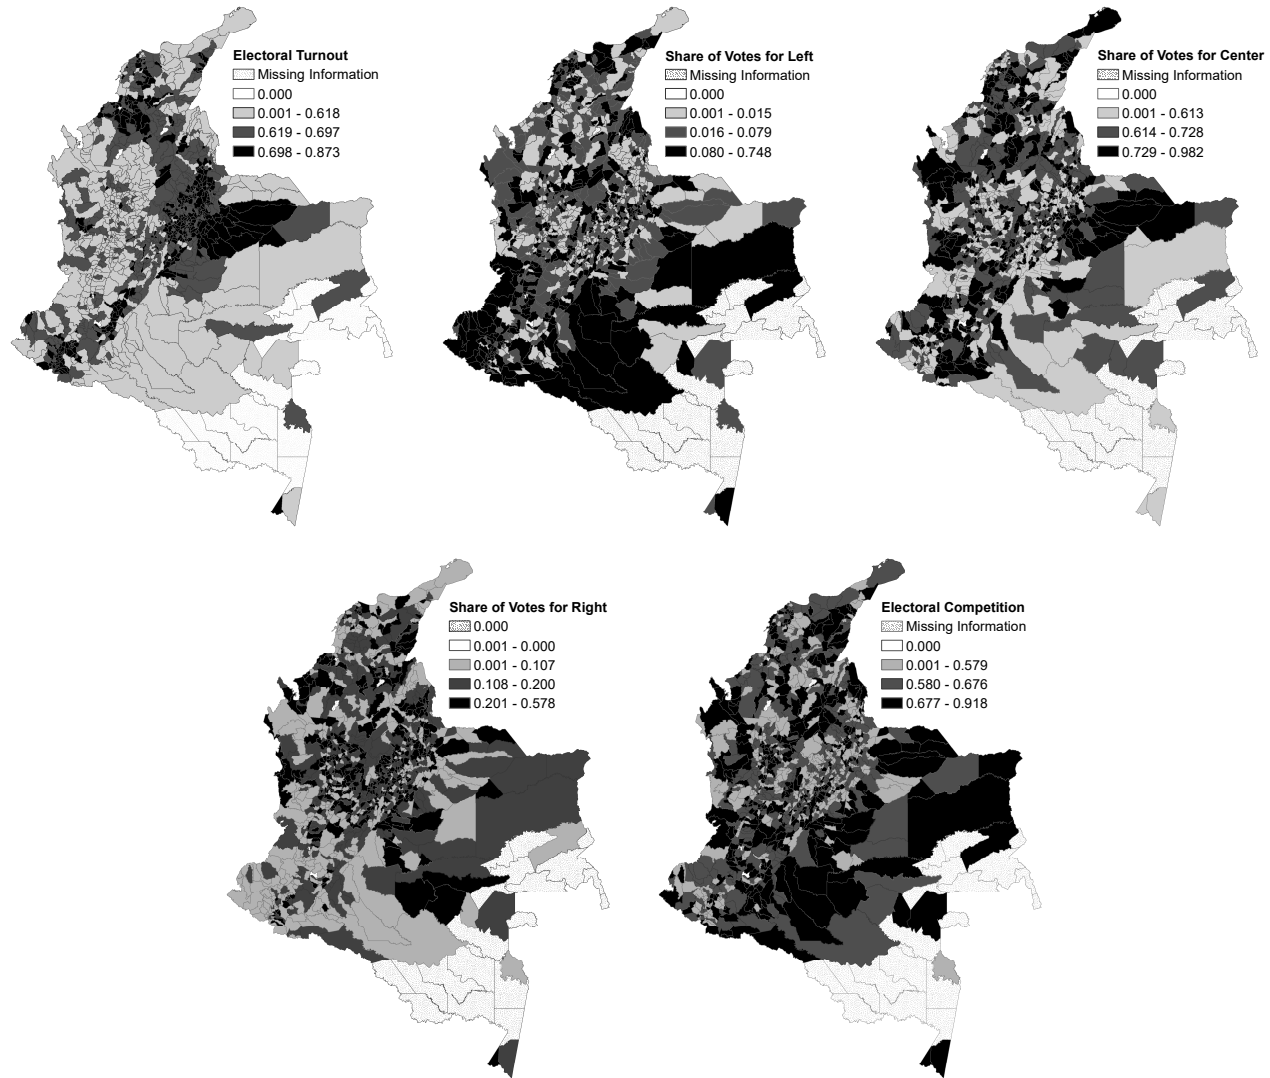 Electoral Turnout
Missing Information
0.000
0.001 - 0.618
0.619 - 0.697
0.698 - 0.873
Share of Votes for Left
Missing Information
0.000
0.001 - 0.015
0.016 - 0.079
0.080 - 0.748
Share of Votes for Center
Missing Information
0.000
0.001 - 0.613
0.614 - 0.728
0.729 - 0.982
Share of Votes for Right
0.000
0.001 - 0.000
0.001 - 0.107
0.108 - 0.200
0.201 - 0.578
Electoral Competition
Missing Information
0.000
0.001 - 0.579
0.580 - 0.676
0.677 - 0.918